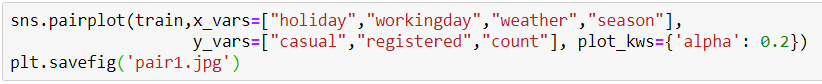 sns.pairplot(train,x_vars=["holiday","workingday","weather","season"],
             y_vars=["casual","registered","count"], plot_kws={'alpha': 0.2})
plt.savefig('pair1.jpg')